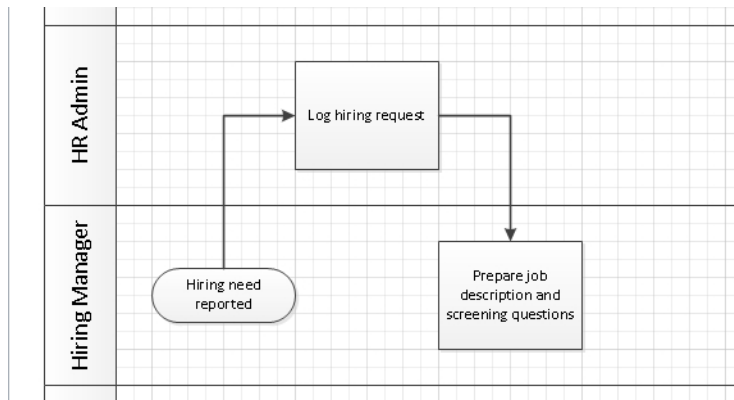 HR Admin
Log hiring request
Hiring Manager
Hiring need
reported
Prepare job
description and
screening questions